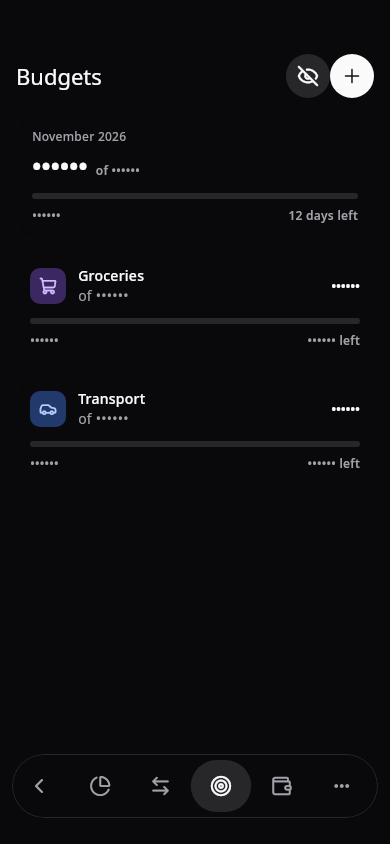 Budgets
November 2026
•••••• of ••••••
•••••• 12 days left
Groceries
of •••••• ••••••
•••••• •••••• left
Transport
of •••••• ••••••
•••••• •••••• left